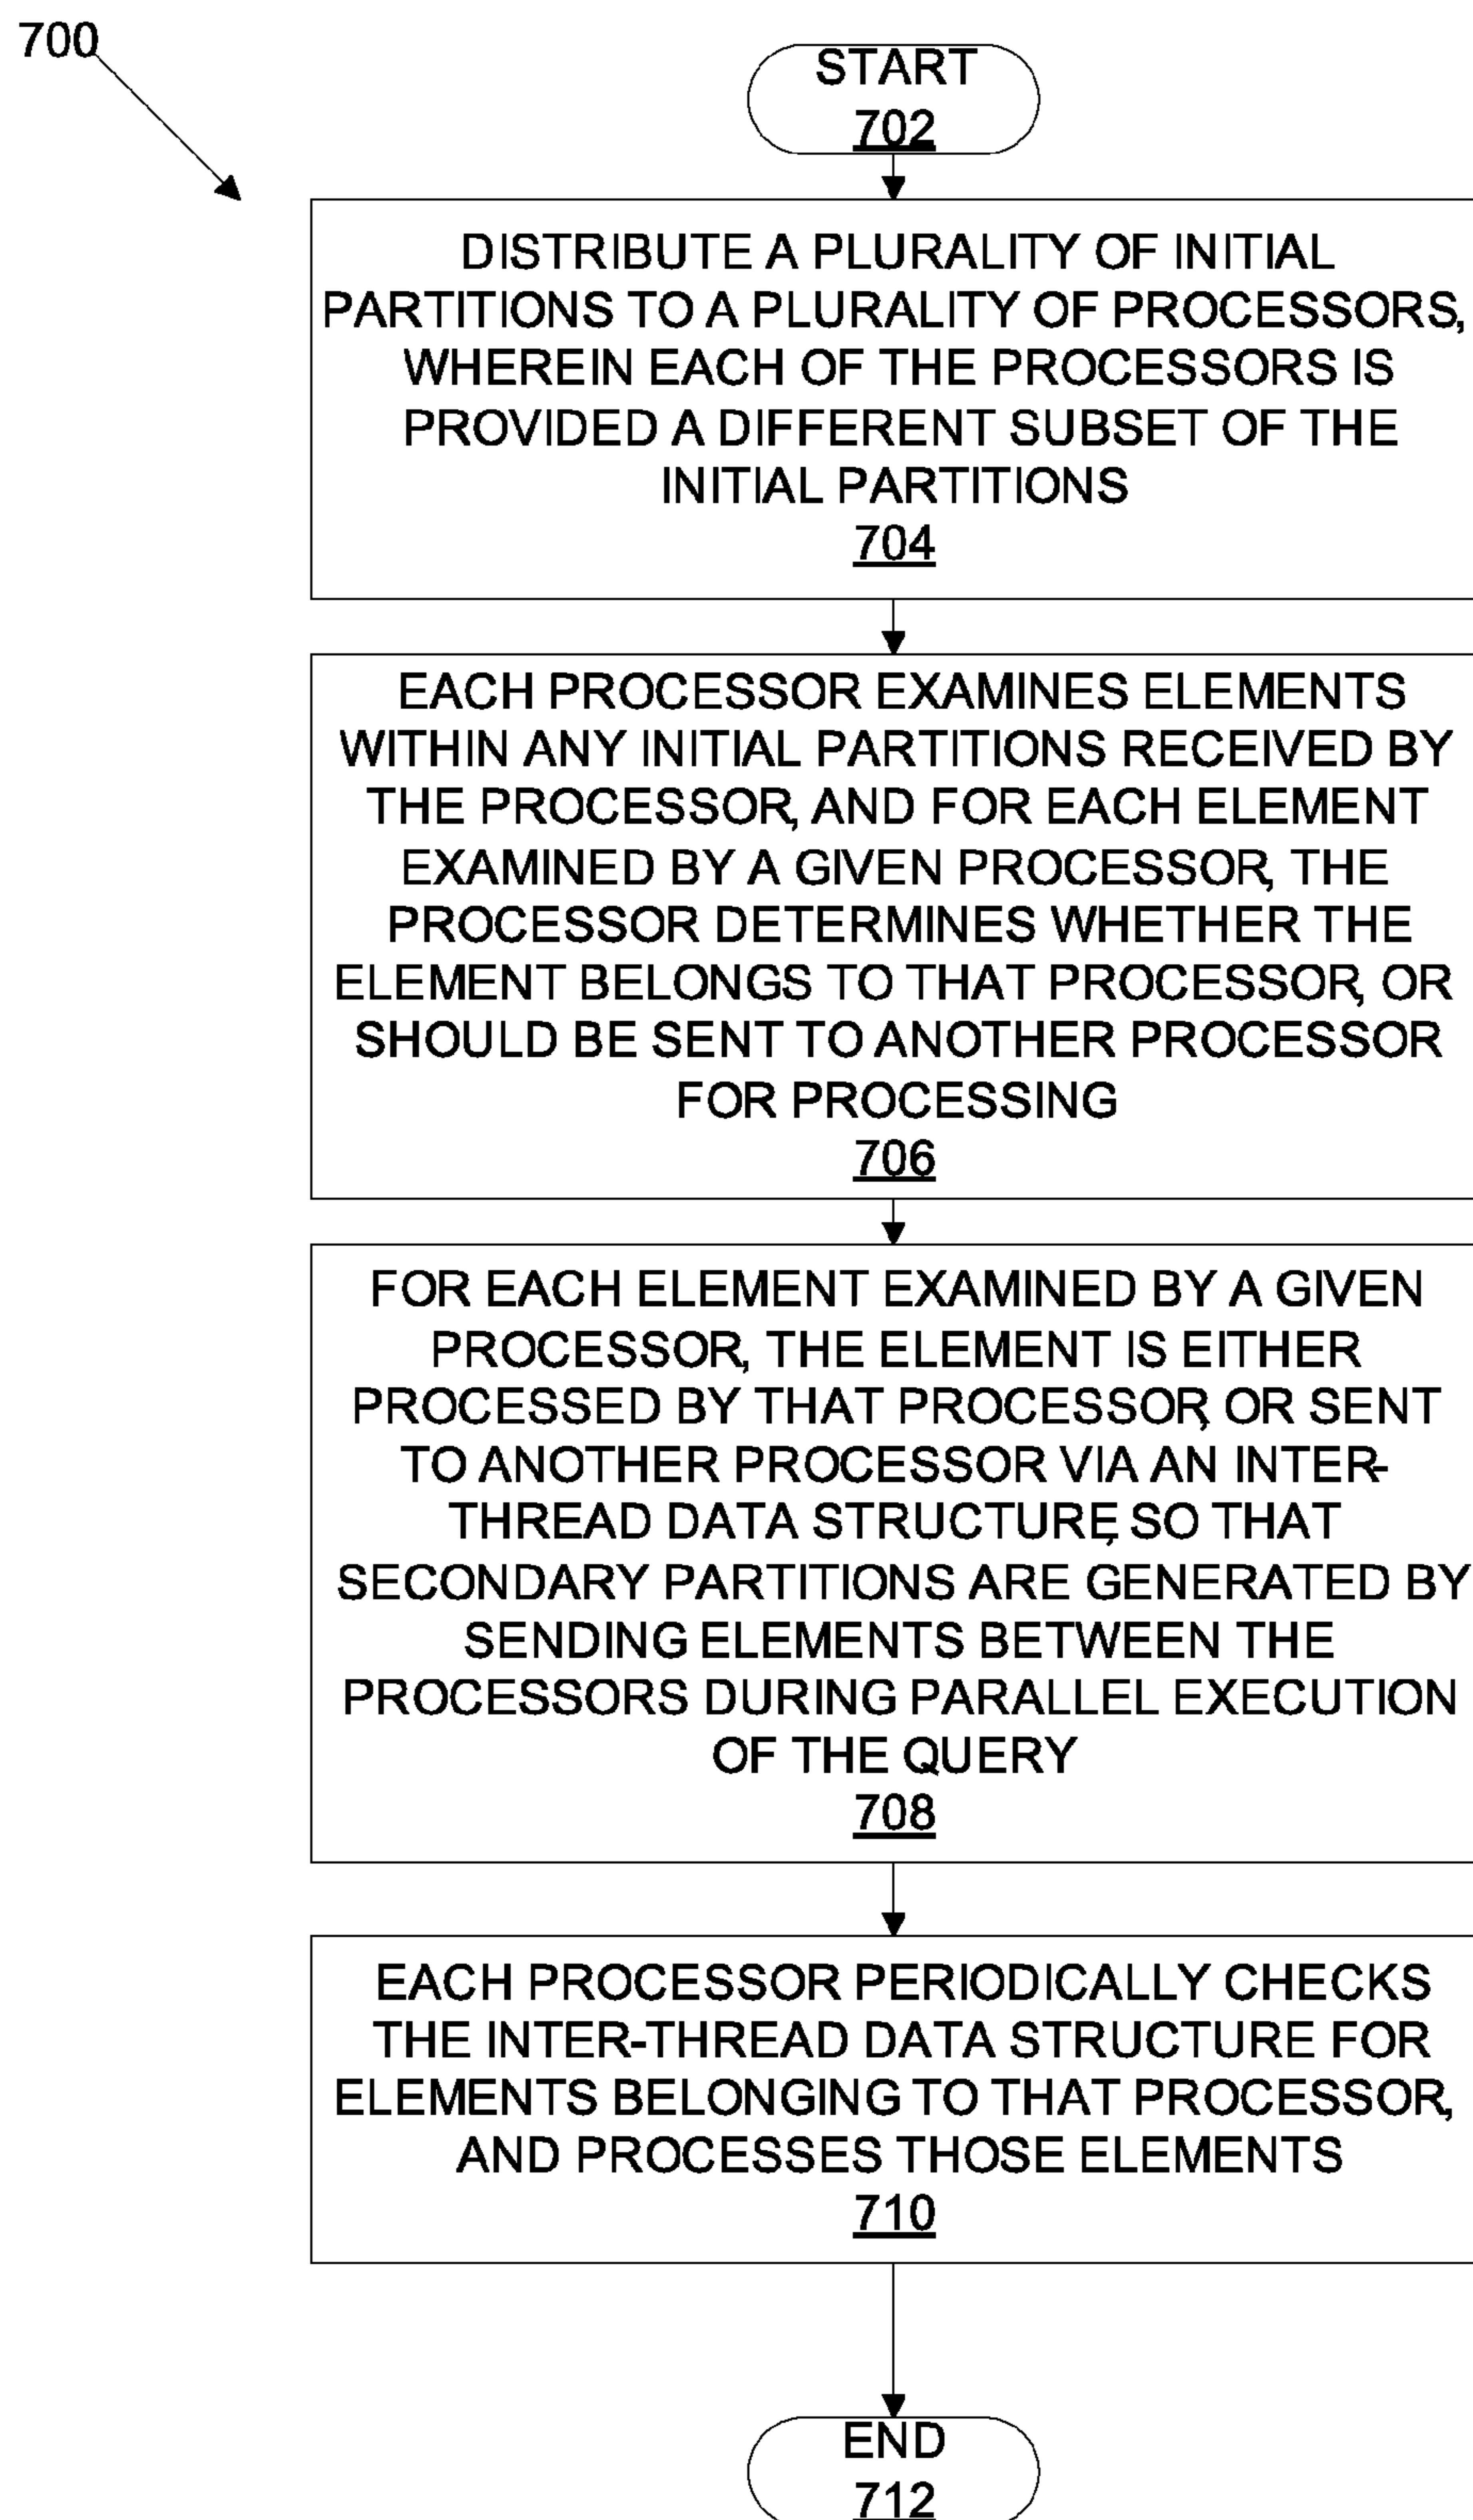 700
START
702
DISTRIBUTE A PLURALITY OF INITIAL
PARTITIONS TO A PLURALITY OF PROCESSORS,
WHEREIN EACH OF THE PROCESSORS IS
PROVIDED A DIFFERENT SUBSET OF THE
INITIAL PARTITIONS
704
EACH PROCESSOR EXAMINES ELEMENTS
WITHIN ANY INITIAL PARTITIONS RECEIVED BY
THE PROCESSOR, AND FOR EACH ELEMENT
EXAMINED BY A GIVEN PROCESSOR, THE
PROCESSOR DETERMINES WHETHER THE
ELEMENT BELONGS TO THAT PROCESSOR, OR
SHOULD BE SENT TO ANOTHER PROCESSOR
FOR PROCESSING
706
FOR EACH ELEMENT EXAMINED BY A GIVEN
PROCESSOR, THE ELEMENT IS EITHER
PROCESSED BY THAT PROCESSOR, OR SENT
TO ANOTHER PROCESSOR VIA AN INTER-
THREAD DATA STRUCTURE, SO THAT
SECONDARY PARTITIONS ARE GENERATED BY
SENDING ELEMENTS BETWEEN THE
PROCESSORS DURING PARALLEL EXECUTION
OF THE QUERY
708
EACH PROCESSOR PERIODICALLY CHECKS
THE INTER-THREAD DATA STRUCTURE FOR
ELEMENTS BELONGING TO THAT PROCESSOR,
AND PROCESSES THOSE ELEMENTS
710
END
712